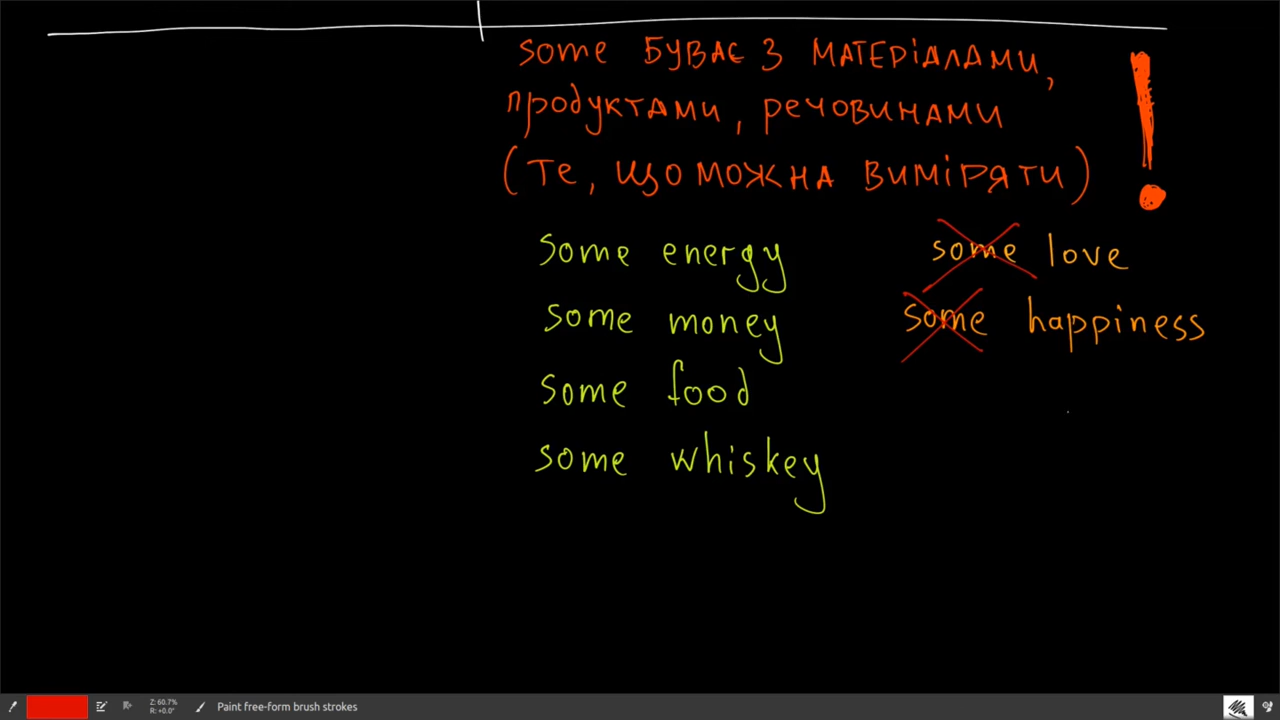 some буває з матеріалами,
продуктами, речовинами
(те, що можна виміряти)
some energy
some love
some money
some happiness
some food
some whiskey
Z: 60.7%
R: +0.0°
Paint free-form brush strokes